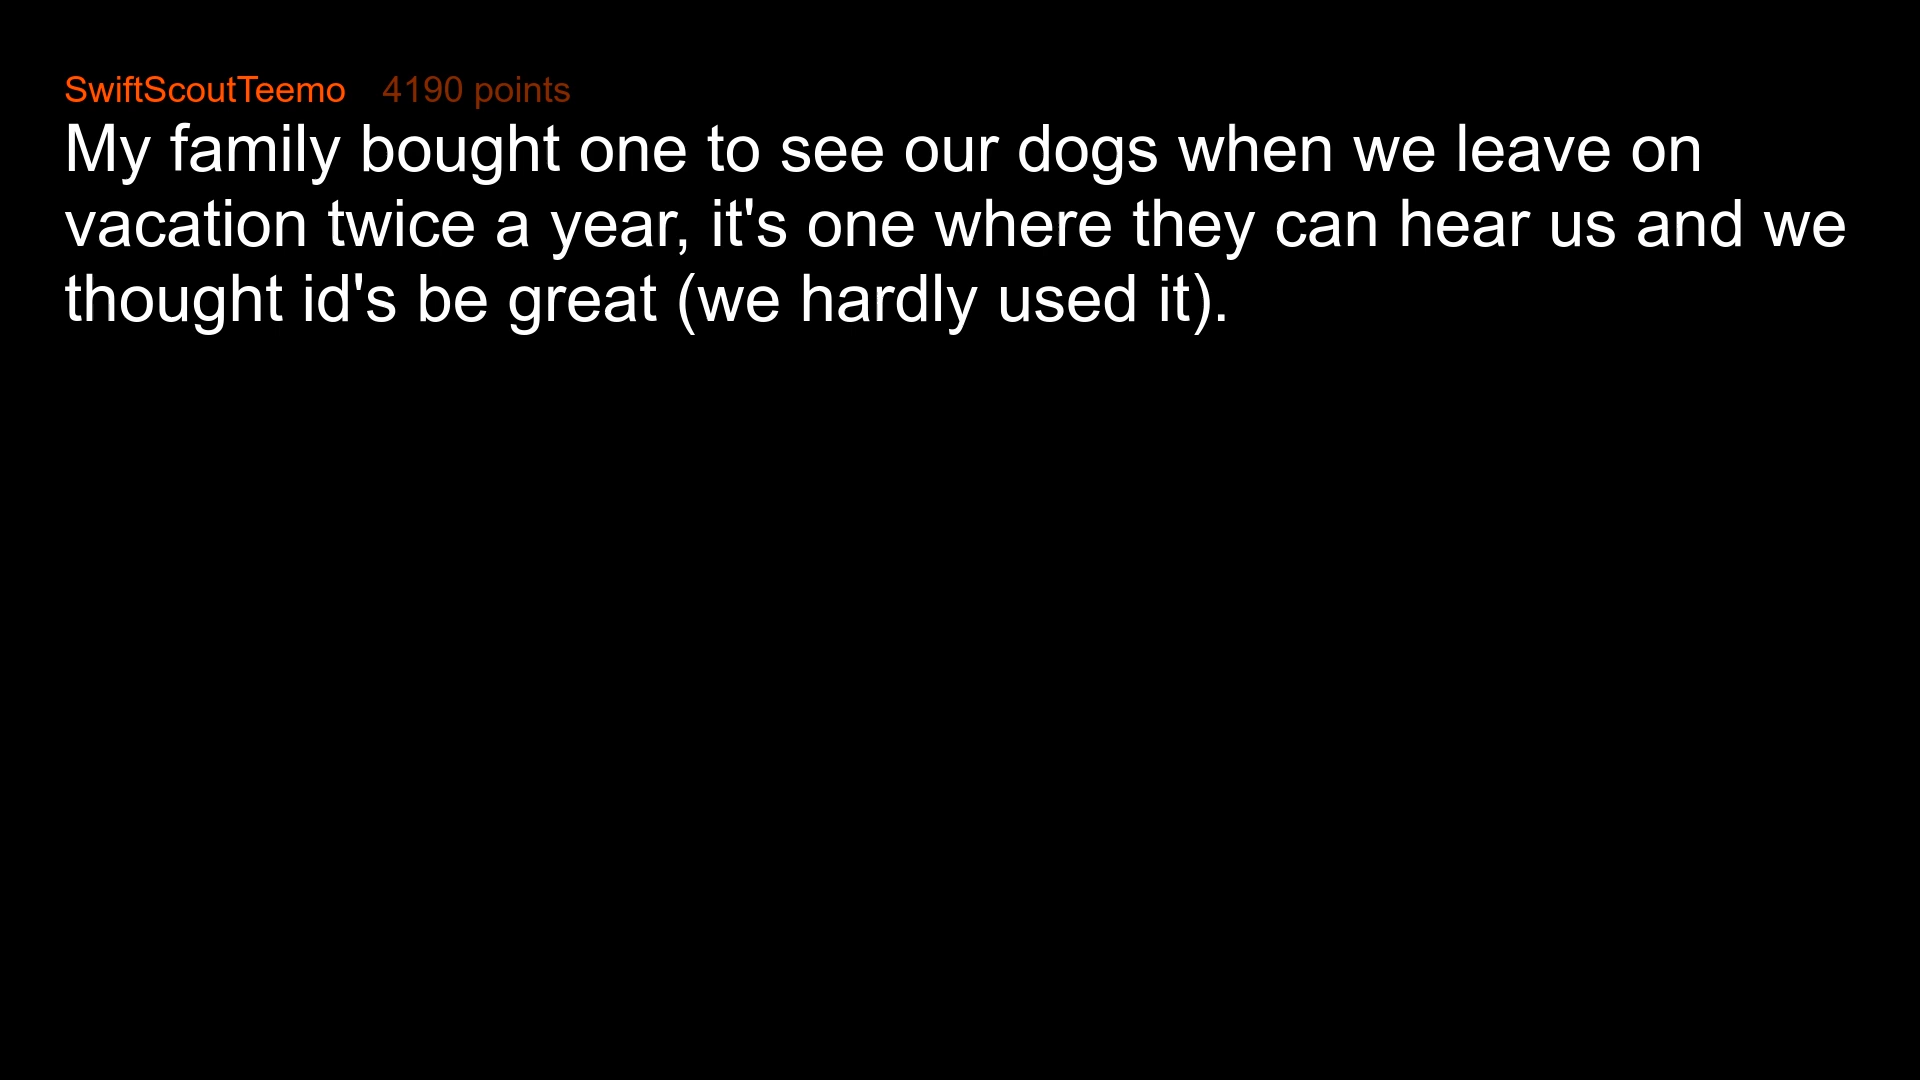 SwiftScoutTeemo 4190 points
My family bought one to see our dogs when we leave on
vacation twice a year, it's one where they can hear us and we
thought id's be great (we hardly used it).